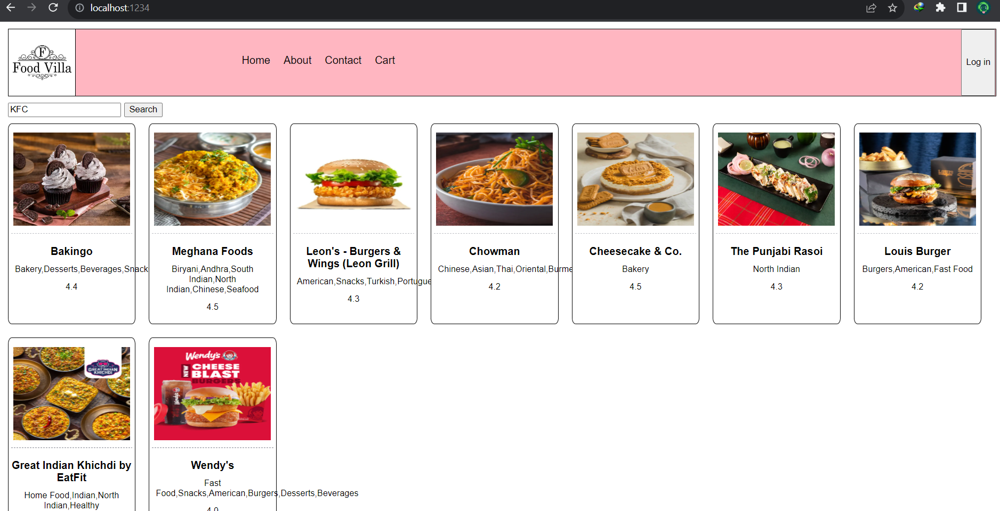 localhost:1234
F
Food Villa
Home About Contact Cart
Log in
KFC
Search
Bakingo
Bakery,Desserts,Beverages,Snack
4.4
Meghana Foods
Biryani,Andhra,South
Indian,North
Indian,Chinese,Seafood
4.5
Leon's - Burgers &
Wings (Leon Grill)
American,Snacks,Turkish,Portugue
4.3
Chowman
Chinese,Asian,Thai,Oriental,Burme
4.2
Cheesecake & Co.
Bakery
4.5
The Punjabi Rasoi
North Indian
4.3
Louis Burger
Burgers,American,Fast Food
4.2
GREAT INDIAN
KHICHDI
Great Indian Khichdi by
EatFit
Home Food,Indian,North
Indian,Healthy
Wendy's
NEW
CHEESE
BLAST
BURGERS
Wendy's
Wendy's
Fast
Food,Snacks,American,Burgers,Desserts,Beverages
4.0